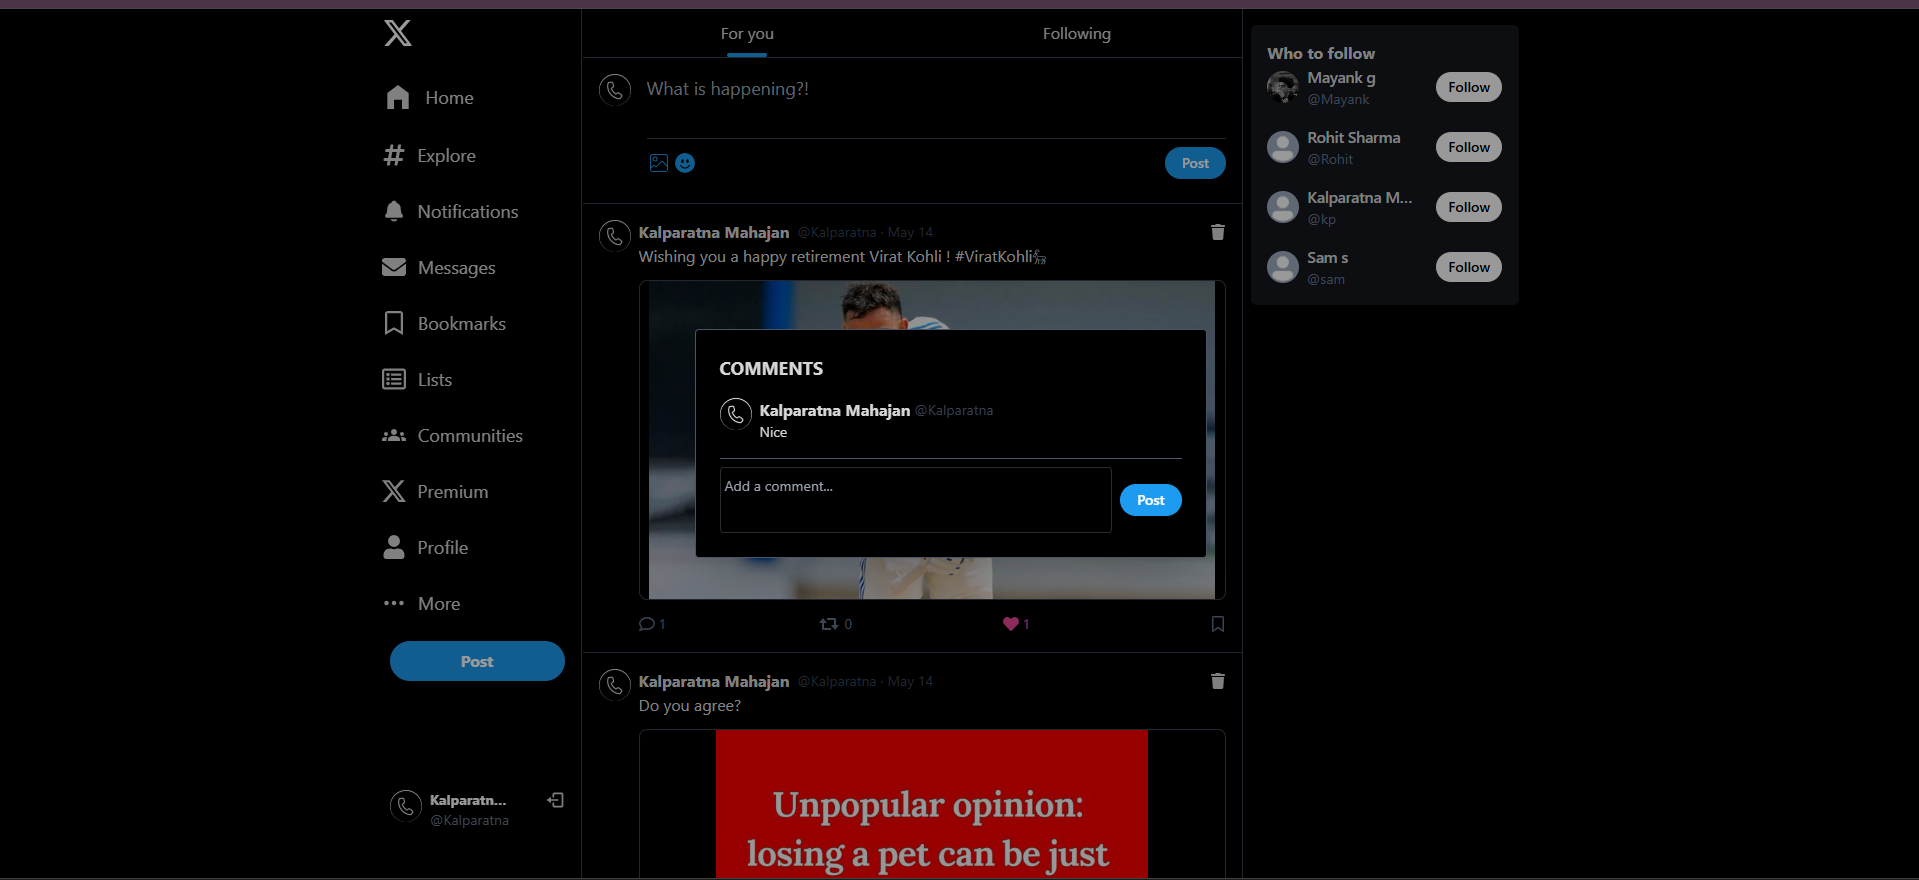 Home
Explore
Notifications
Messages
Bookmarks
Lists
Communities
Premium
Profile
More
Post
Kalparatn...
@Kalparatna
For you
Following
What is happening?!
Post
Kalparatna Mahajan @Kalparatna · May 14
Wishing you a happy retirement Virat Kohli ! #ViratKohli🐐
COMMENTS
Kalparatna Mahajan @Kalparatna
Nice
Add a comment...
Post
1
0
1
Kalparatna Mahajan @Kalparatna · May 14
Do you agree?
Unpopular opinion:
losing a pet can be just
Who to follow
Mayank g
@Mayank
Follow
Rohit Sharma
@Rohit
Follow
Kalparatna M...
@kp
Follow
Sam s
@sam
Follow